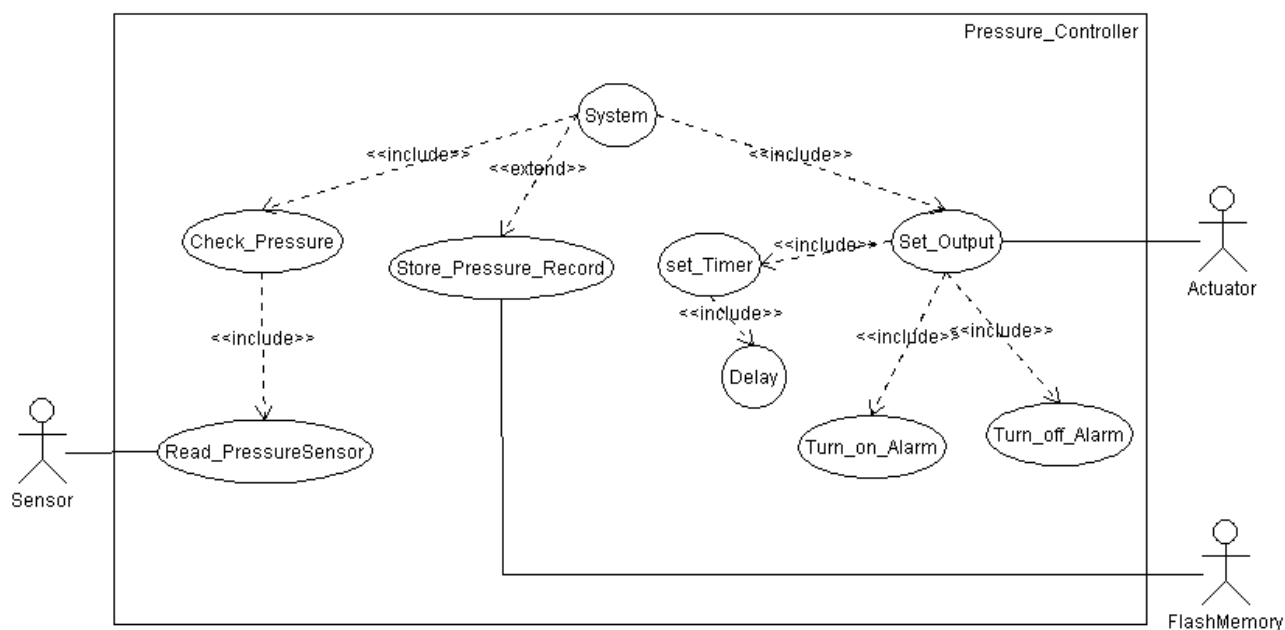 Pressure_Controller
System
<<include>>
<<extend>>
<<include>>
Check_Pressure
Store_Pressure_Record
set_Timer
<<include>>
Set_Output
Actuator
<<include>>
<<include>>
<<include>>
<<include>>
Delay
Turn_on_Alarm
Turn_off_Alarm
Read_PressureSensor
Sensor
FlashMemory